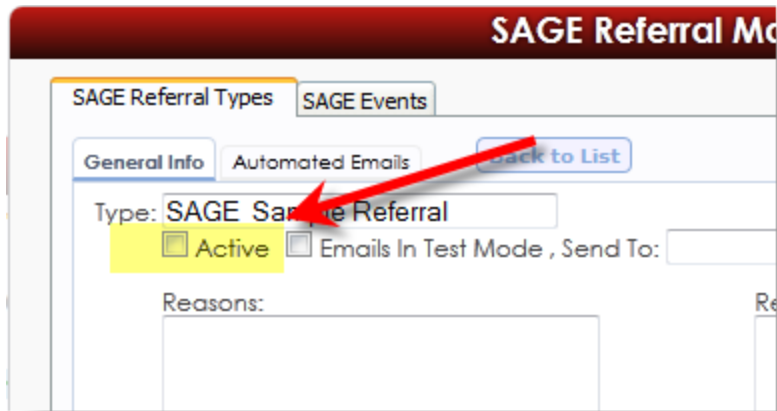 SAGE Referral
SAGE Referral Types SAGE Events
General Info Automated Emails Back to List
Type: SAGE Sample Referral
Active Emails In Test Mode , Send To:
Reasons: